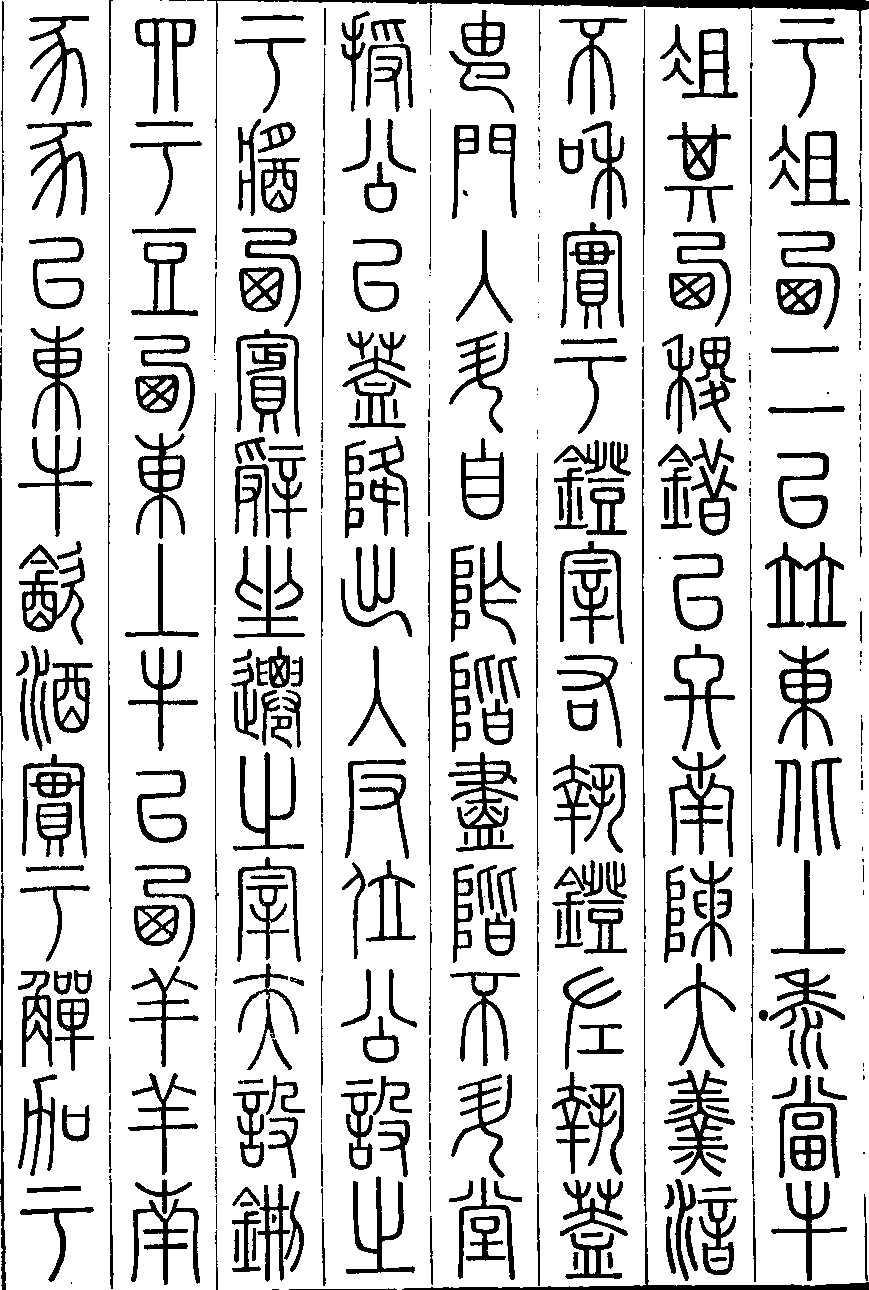 于俎西二以並東北上黍當牛
俎其西稷錯以終南陳大羹湆
不和實于鐙宰右執鐙左執蓋
由門入升自阼階盡階不升堂
授公以蓋降出入反位公設之
于醬西賓辭坐遷之宰夫設鉶
四于豆西東上牛以西羊羊南
豕豕以東牛飲酒實于觶加于